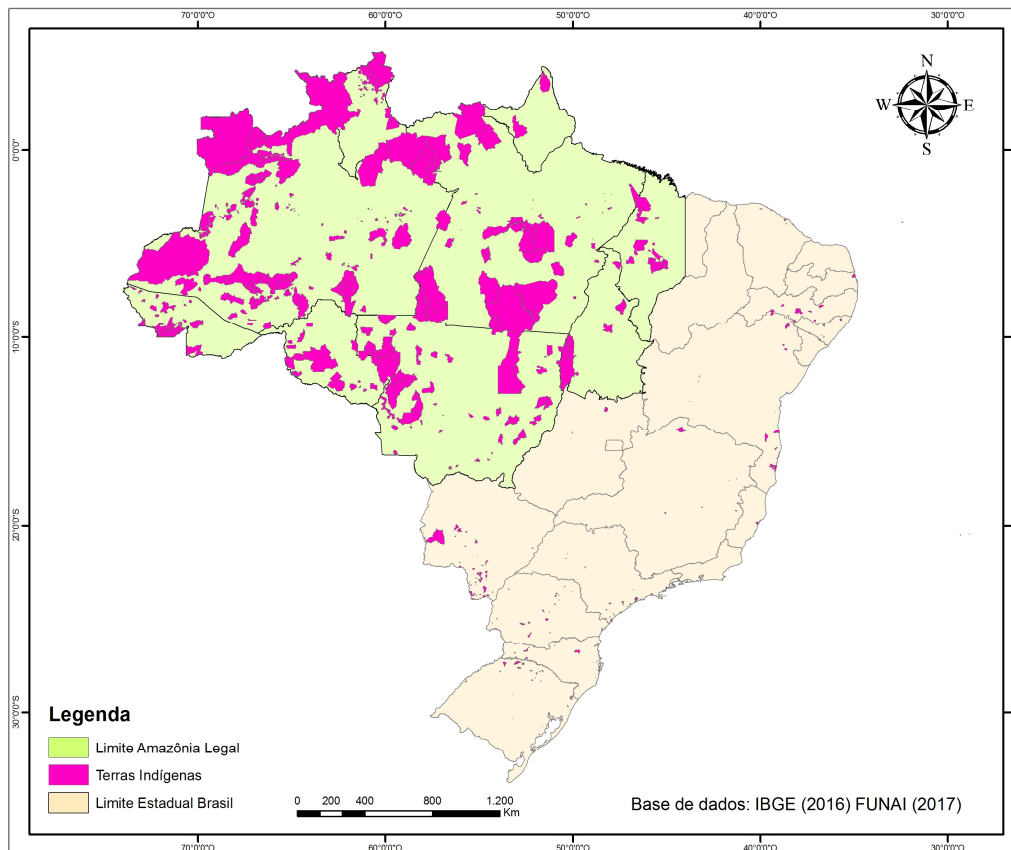 70°0'0"O 60°0'0"O 50°0'0"O 40°0'0"O 30°0'0"O
N
W E
S
0°0'0"
10°0'0"S
20°0'0"S
30°0'0"S
Legenda
Limite Amazônia Legal
Terras Indígenas
Limite Estadual Brasil
0 200 400 800 1.200
Km
Base de dados: IBGE (2016) FUNAI (2017)
70°0'0"O 60°0'0"O 50°0'0"O 40°0'0"O 30°0'0"O